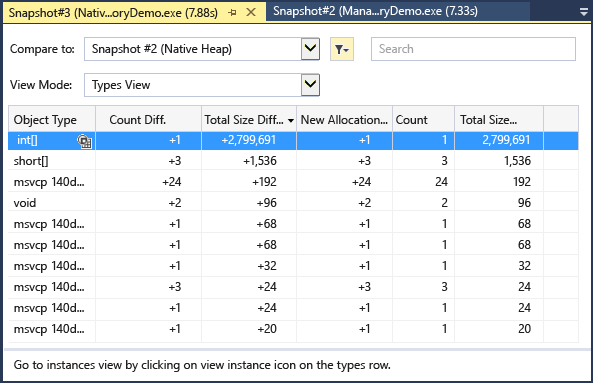 Snapshot#3 (Nativ...oryDemo.exe (7.88s) Snapshot#2 (Mana...ryDemo.exe (7.33s)
Compare to: Snapshot #2 (Native Heap) Search
View Mode: Types View
Object Type Count Diff. Total Size Diff... New Allocation... Count Total Size...
int[] +1 +2,799,691 +1 1 2,799,691
short[] +3 +1,536 +3 3 1,536
msvcp 140d... +24 +192 +24 24 192
void +2 +96 +2 2 96
msvcp 140d... +1 +68 +1 1 68
msvcp 140d... +1 +68 +1 1 68
msvcp 140d... +1 +32 +1 1 32
msvcp 140d... +3 +24 +3 3 24
msvcp 140d... +1 +24 +1 1 24
msvcp 140d... +1 +20 +1 1 20
Go to instances view by clicking on view instance icon on the types row.